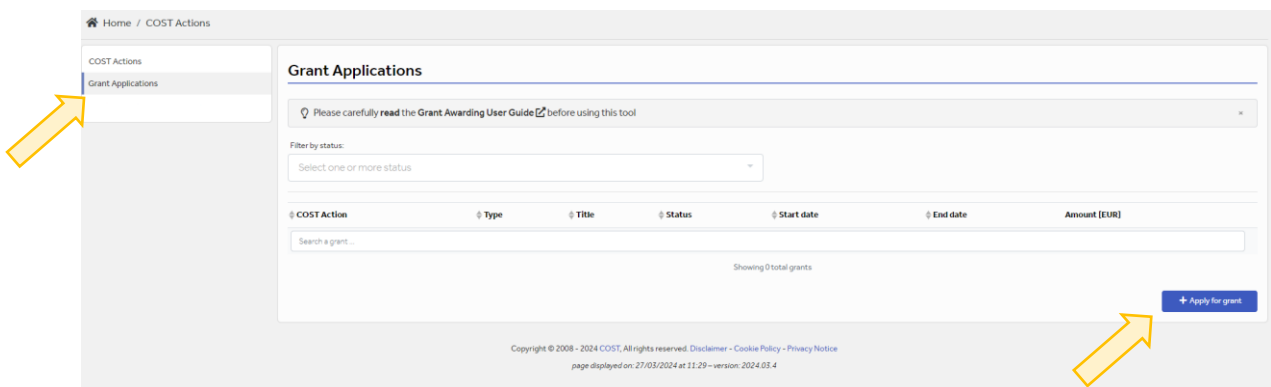 Home / COST Actions
COST Actions
Grant Applications
Grant Applications
Please carefully read the Grant Awarding User Guide before using this tool
×
Filter by status:
Select one or more status
COST Action Type Title Status Start date End date Amount [EUR]
Search a grant ...
Showing 0 total grants
+ Apply for grant
Copyright © 2008 - 2024 COST, All rights reserved. Disclaimer - Cookie Policy - Privacy Notice
page displayed on: 27/03/2024 at 11:29 – version: 2024.03.4